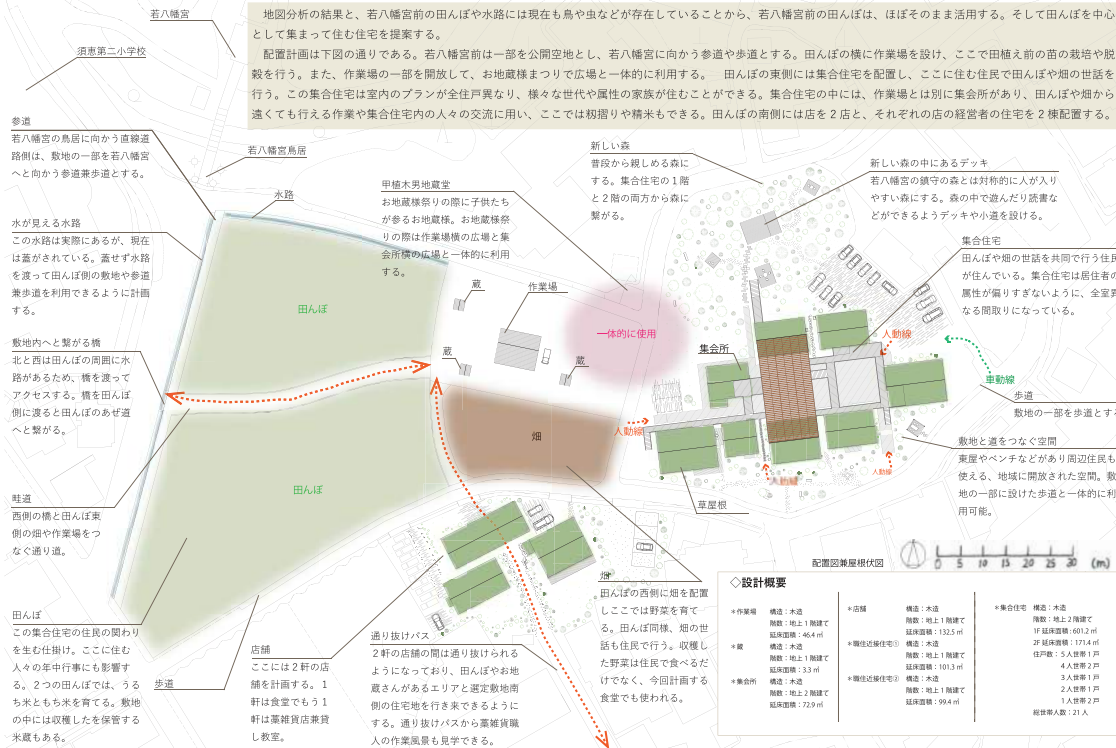 地図分析の結果と、若八幡宮前の田んぼや水路には現在も鳥や虫などが存在していることから、若八幡宮前の田んぼは、ほぼそのまま活用する。そして田んぼを中心
として集まって住む住宅を提案する。
配置計画は下図の通りである。若八幡宮前は一部を公開空地とし、若八幡宮に向かう参道や歩道とする。田んぼの横に作業場を設け、ここで田植え前の苗の栽培や脱
穀を行う。また、作業場の一部を開放して、お地蔵様まつりで広場と一体的に利用する。 田んぼの東側には集合住宅を配置し、ここに住む住民で田んぼや畑の世話を
行う。この集合住宅は室内のプランが全住戸異なり、様々な世代や属性の家族が住むことができる。集合住宅の中には、作業場とは別に集会所があり、田んぼや畑から
遠くても行える作業や集合住宅内の人々の交流に用い、ここでは籾摺りや精米もできる。田んぼの南側には店を２店と、それぞれの店の経営者の住宅を２棟配置する。
若八幡宮
須恵第二小学校
参道
若八幡宮の鳥居に向かう直線道
路側は、敷地の一部を若八幡宮
へと向かう参道兼歩道とする。
若八幡宮鳥居
水路
水が見える水路
この水路は実際にあるが、現在
は蓋がされている。蓋せず水路
を渡って田んぼ側の敷地や参道
兼歩道を利用できるように計画
する。
敷地内へと繋がる橋
北と西は田んぼの周囲に水
路があるため、橋を渡って
アクセスする。橋を田んぼ
側に渡ると田んぼのあぜ道
へと繋がる。
畦道
西側の橋と田んぼ東
側の畑や作業場をつ
なぐ通り道。
田んぼ
この集合住宅の住民の関わり
を生む仕掛け。ここに住む
人々の年中行事にも影響す
る。２つの田んぼでは、うる
ち米ともち米を育てる。敷地
の中には収穫した を保管する
米蔵もある。
歩道
田んぼ
田んぼ
甲植木男地蔵堂
お地蔵様祭りの際に子供たち
が参るお地蔵様。お地蔵様祭
りの際は作業場横の広場と集
会所横の広場と一体的に利用
する。
蔵
作業場
蔵
蔵
一体的に使用
畑
新しい森
普段から親しめる森に
する。集合住宅の１階
と２階の両方から森に
繋がる。
新しい森の中にあるデッキ
若八幡宮の鎮守の森とは対称的に人が入り
やすい森にする。森の中で遊んだり読書な
どができるようデッキや小道を設ける。
集合住宅
田んぼや畑の世話を共同で行う住民
が住んでいる。集合住宅は居住者の
属性が偏りすぎないように、全室異
なる間取りになっている。
集会所
人動線
車動線
歩道
敷地の一部を歩道とする
人動線
敷地と道をつなぐ空間
東屋やベンチなどがあり周辺住民も
使える、地域に開放された空間。敷
地の一部に設けた歩道と一体的に利
用可能。
人動線
人動線
草屋根
店舗
ここには２軒の店
舗を計画する。１
軒は食堂でもう１
軒は藁雑貨店兼貸
し教室。
通り抜けパス
２軒の店舗の間は通り抜けられる
ようになっており、田んぼやお地
蔵さんがあるエリアと選定敷地南
側の住宅地を行き来できるように
する。通り抜けパスから藁雑貨職
人の作業風景も見学できる。
畑
田んぼの西側に畑を配置
しここでは野菜を育て
る。田んぼ同様、畑の世
話も住民で行う。収穫し
た野菜は住民で食べるだ
けでなく、今回計画する
食堂でも使われる。
配置図兼屋根伏図
0 5 10 15 20 25 30 (m)
◇設計概要
＊作業場 構造：木造
階数：地上１階建て
延床面積：46.4㎡
＊蔵 構造：木造
階数：地上１階建て
延床面積：3.3㎡
＊集会所 構造：木造
階数：地上２階建て
延床面積：72.9㎡
＊店舗 構造：木造
階数：地上１階建て
延床面積：132.5㎡
＊職住近接住宅① 構造：木造
階数：地上１階建て
延床面積：101.3㎡
＊職住近接住宅② 構造：木造
階数：地上１階建て
延床面積：99.4㎡
＊集合住宅 構造：木造
階数：地上２階建て
1F 延床面積：601.2㎡
2F 延床面積：171.4㎡
住戸数：５人世帯１戸
４人世帯２戸
３人世帯１戸
２人世帯１戸
１人世帯２戸
総世帯人数：21人